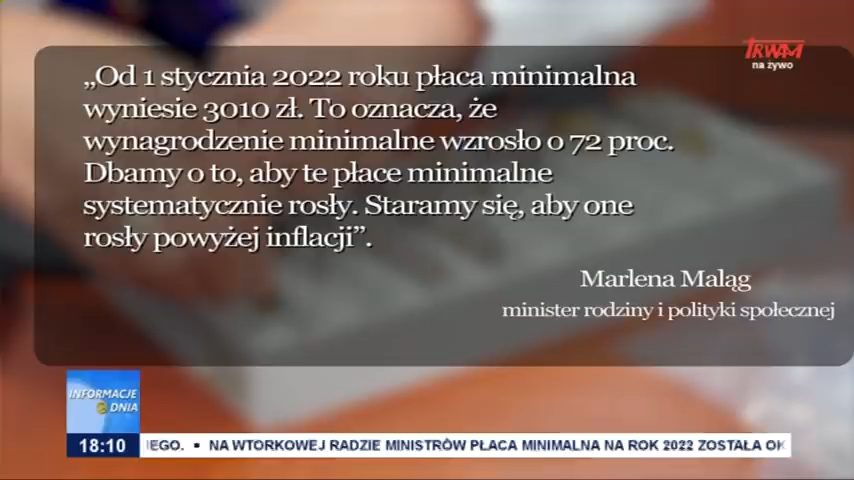 TRWAM
na żywo
„Od 1 stycznia 2022 roku płaca minimalna
wyniesie 3010 zł. To oznacza, że
wynagrodzenie minimalne wzrosło o 72 proc.
Dbamy o to, aby te płace minimalne
systematycznie rosły. Staramy się, aby one
rosły powyżej inflacji”.
Marlena Maląg
minister rodziny i polityki społecznej
INFORMACJE
DNIA
18:10 IEGO. ▪ NA WTORKOWEJ RADZIE MINISTRÓW PŁACA MINIMALNA NA ROK 2022 ZOSTAŁA OK